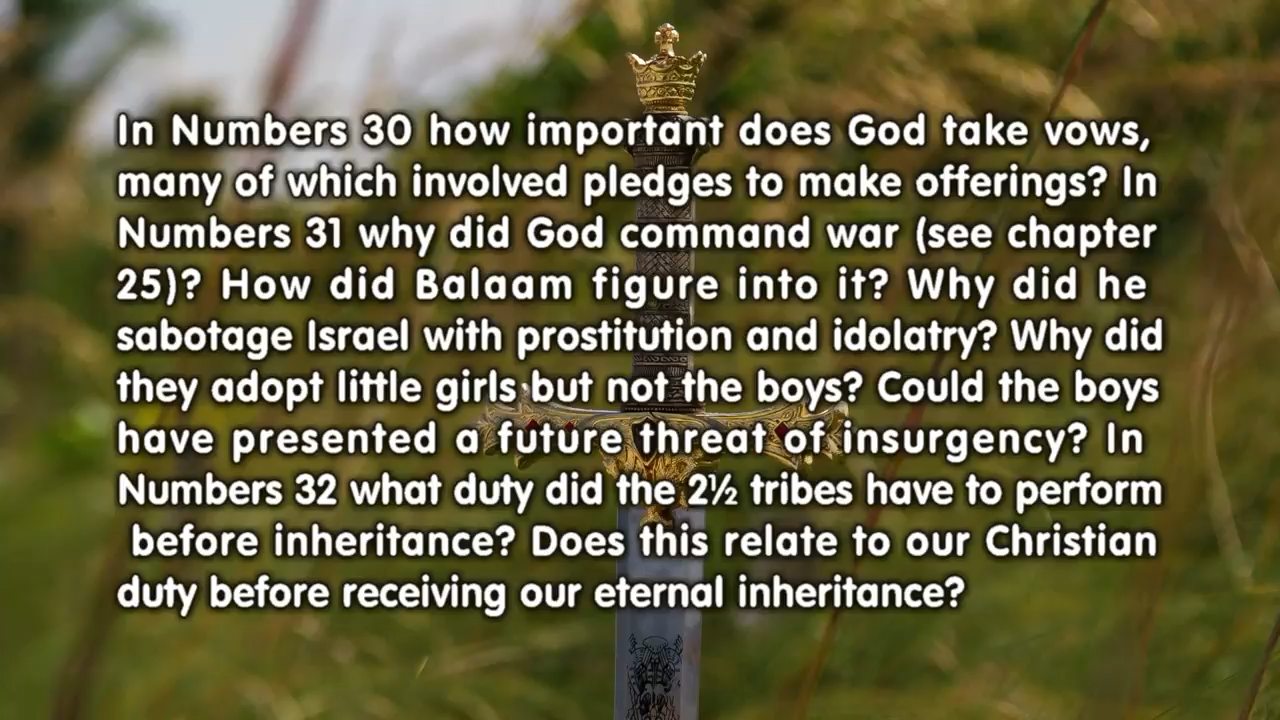 In Numbers 30 how important does God take vows,
many of which involved pledges to make offerings? In
Numbers 31 why did God command war (see chapter
25)? How did Balaam figure into it? Why did he
sabotage Israel with prostitution and idolatry? Why did
they adopt little girls but not the boys? Could the boys
have presented a future threat of insurgency? In
Numbers 32 what duty did the 2½ tribes have to perform
before inheritance? Does this relate to our Christian
duty before receiving our eternal inheritance?